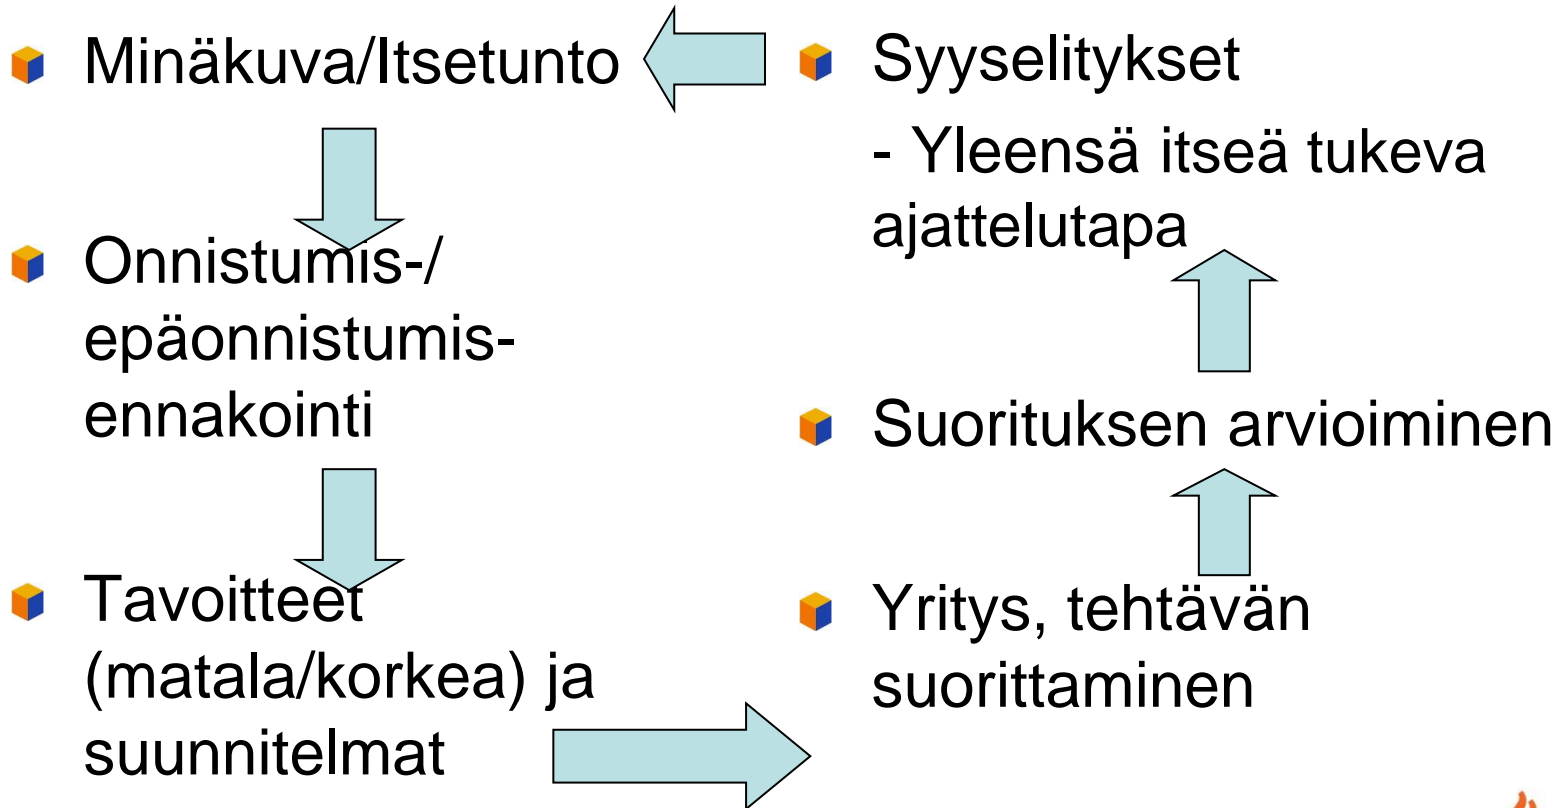 Minäkuva/Itsetunto
Onnistumis-/
epäonnistumis-
ennakointi
Tavoitteet
(matala/korkea) ja
suunnitelmat
Syyselitykset
- Yleensä itseä tukeva
ajattelutapa
Suorituksen arvioiminen
Yritys, tehtävän
suorittaminen